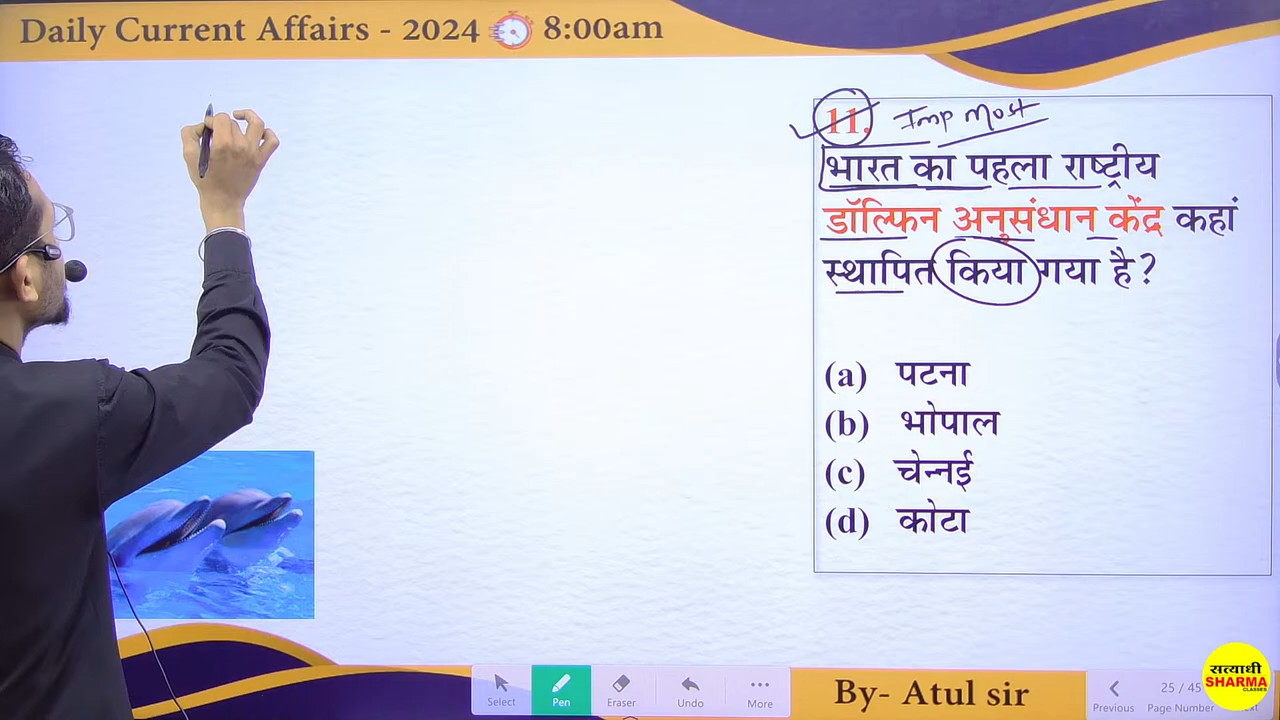 Daily Current Affairs - 2024 8:00am
11. Imp Most
भारत का पहला राष्ट्रीय
डॉल्फिन अनुसंधान केंद्र कहां
स्थापित किया गया है?
(a) पटना
(b) भोपाल
(c) चेन्नई
(d) कोटा
Select Pen Eraser Undo More
By- Atul sir
Previous 25 / 45 Page Number
सत्यार्थी
SHARMA
CLASSES